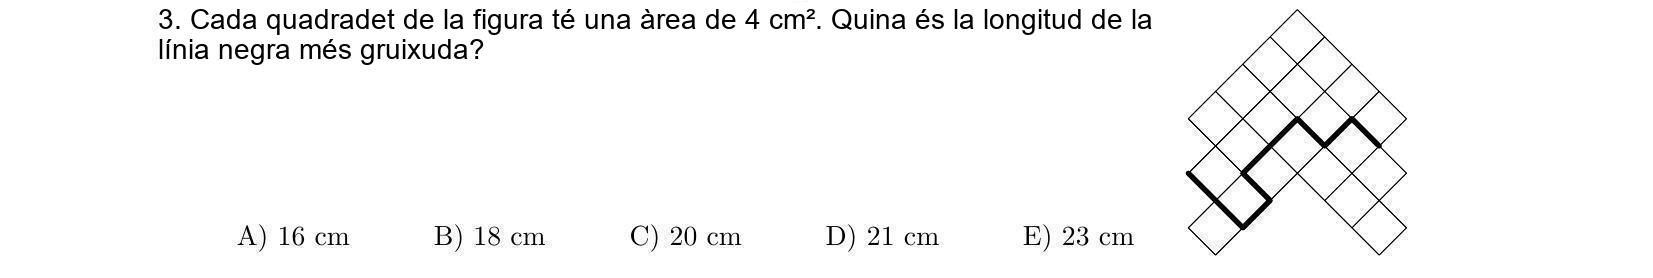 3. Cada quadradet de la figura té una àrea de 4 cm². Quina és la longitud de la
línia negra més gruixuda?
A) 16 cm B) 18 cm C) 20 cm D) 21 cm E) 23 cm